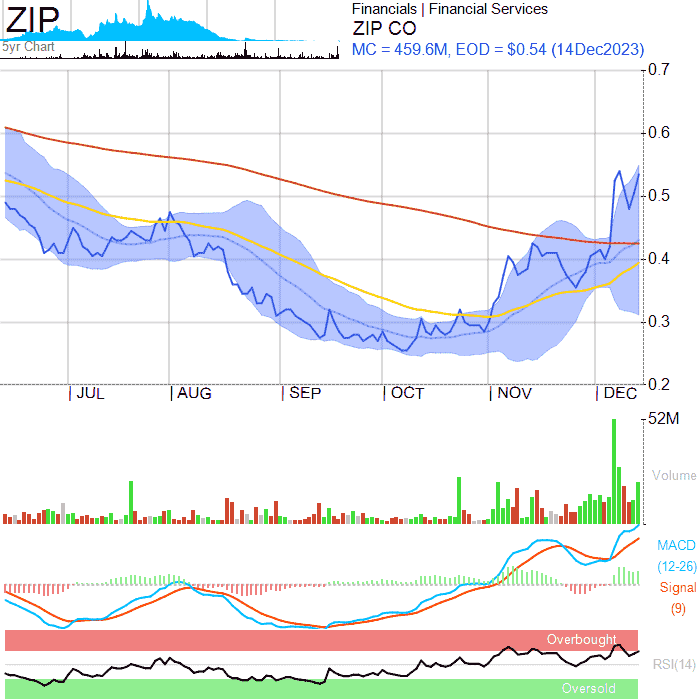 ZIP
5yr Chart
Financials | Financial Services
ZIP CO
MC = 459.6M, EOD = $0.54 (14Dec2023)
0.7
0.6
0.5
0.4
0.3
0.2
JUL AUG SEP OCT NOV DEC
52M
Volume
MACD
(12-26)
Signal
(9)
Overbought
RSI(14)
Oversold